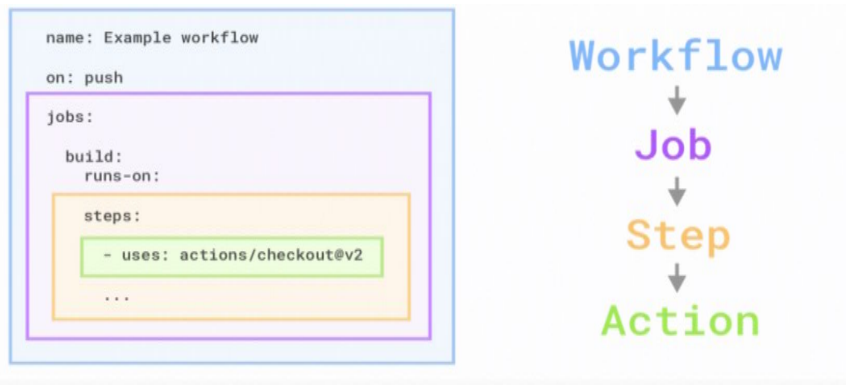 name: Example workflow
on: push
jobs:
build:
runs-on:
steps:
- uses: actions/checkout@v2
...
Workflow
Job
Step
Action